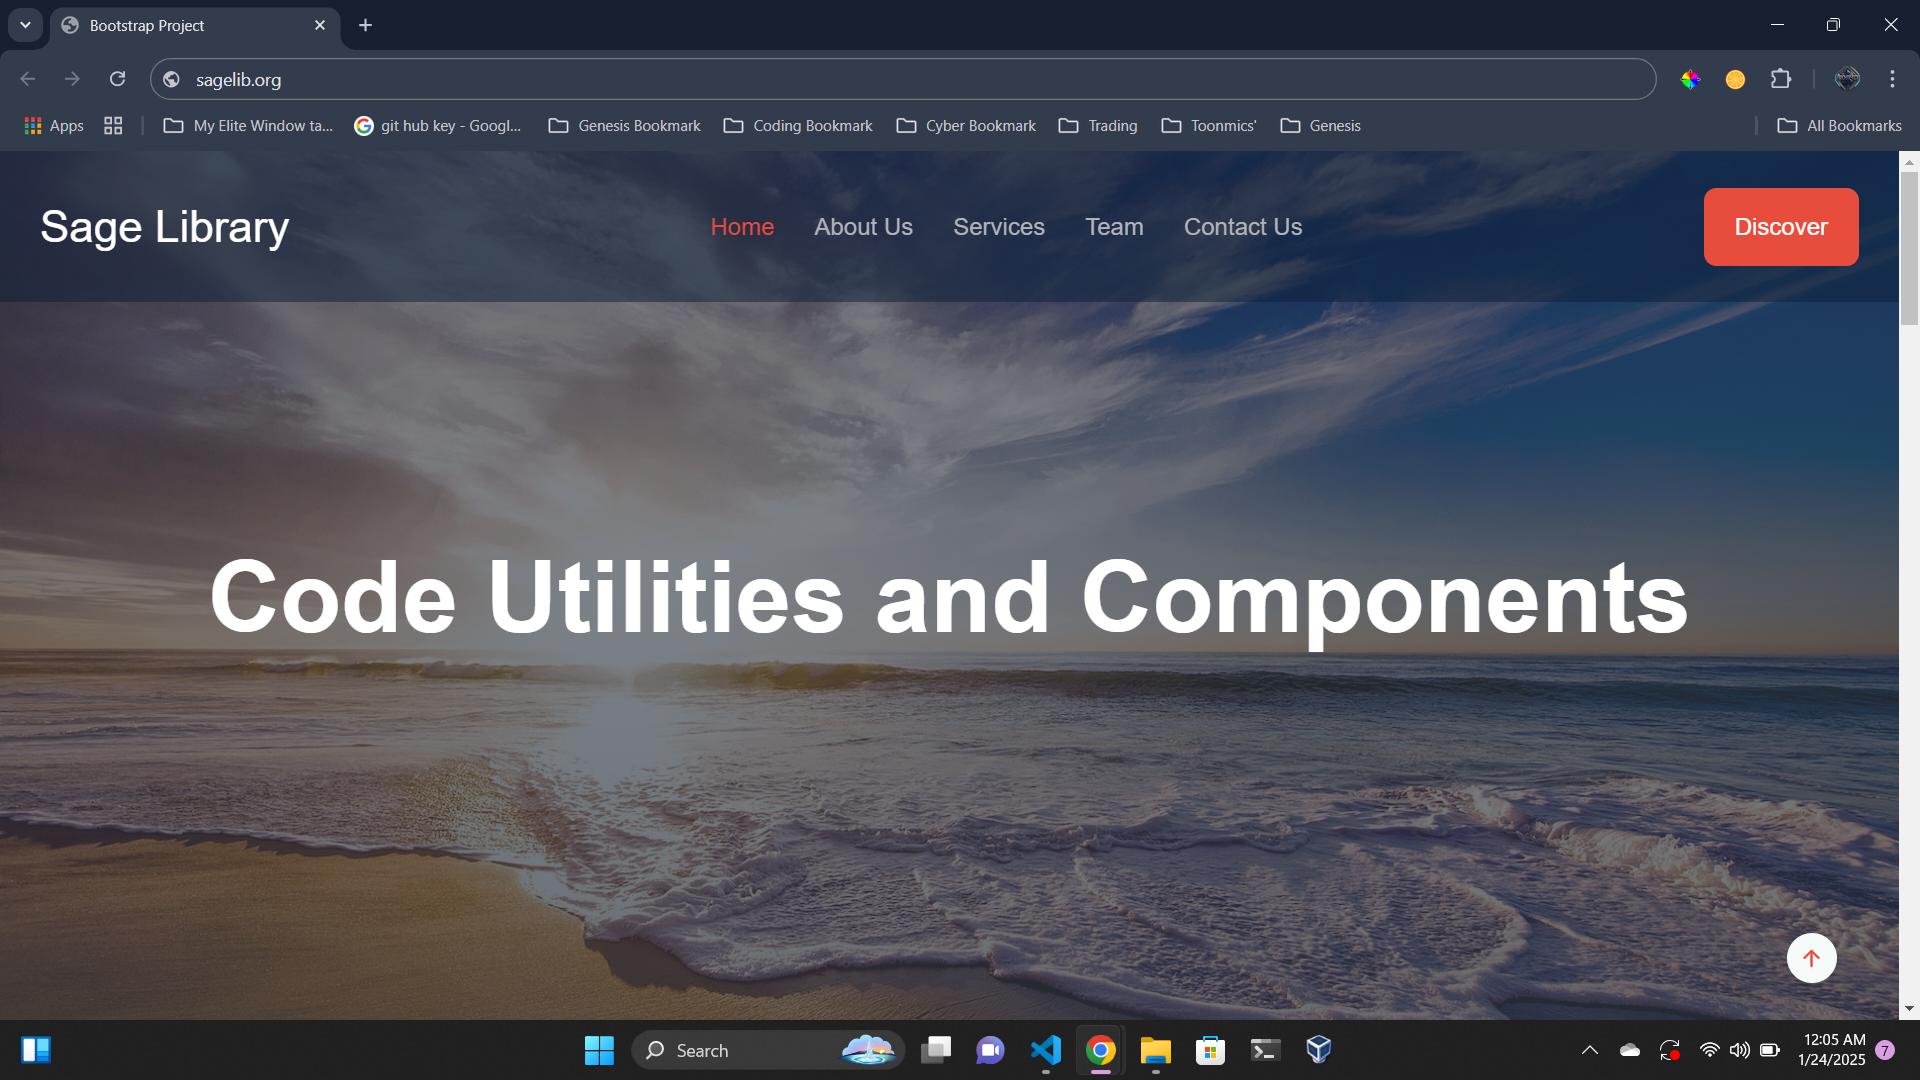 Bootstrap Project
sagelib.org
Apps
My Elite Window ta...
git hub key - Googl...
Genesis Bookmark
Coding Bookmark
Cyber Bookmark
Trading
Toonmics'
Genesis
All Bookmarks
Sage Library
Home
About Us
Services
Team
Contact Us
Discover
Code Utilities and Components
Search
12:05 AM
1/24/2025
7